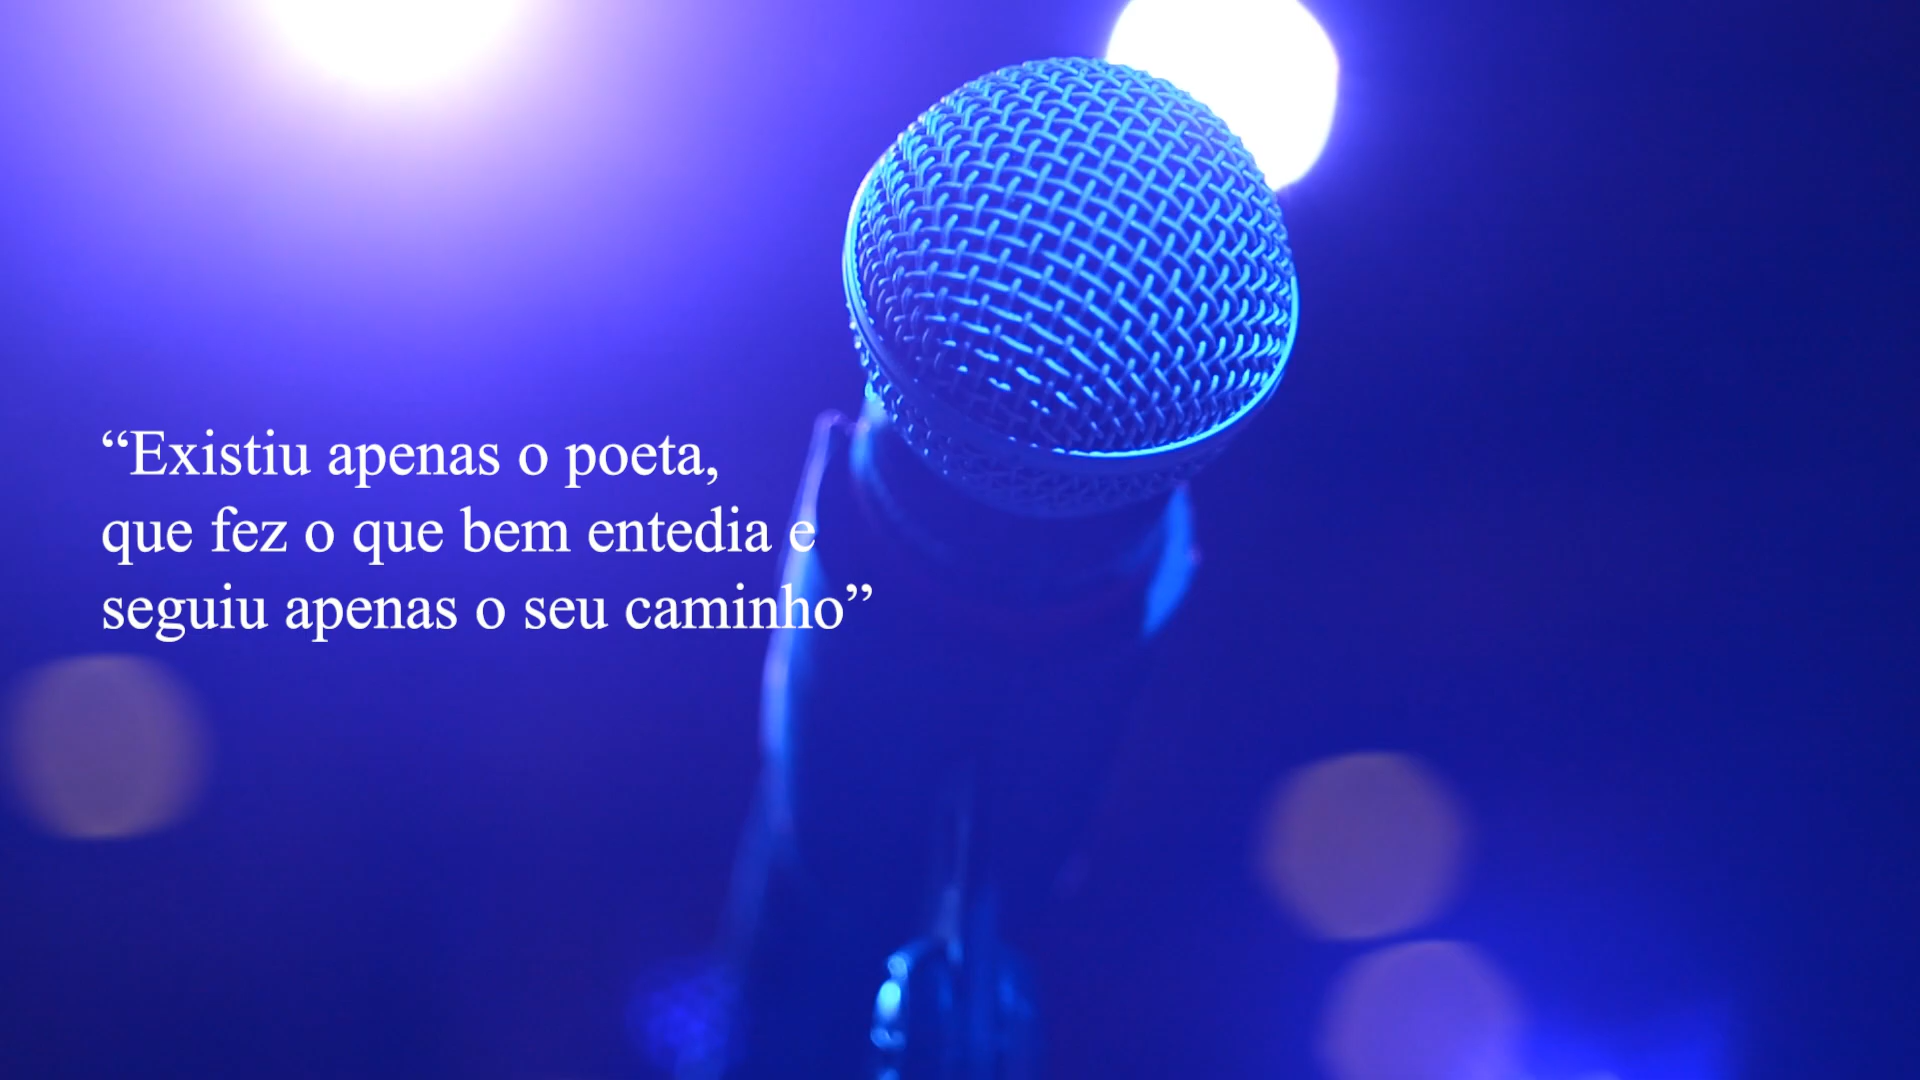 “Existiu apenas o poeta,
que fez o que bem entedia e
seguiu apenas o seu caminho”